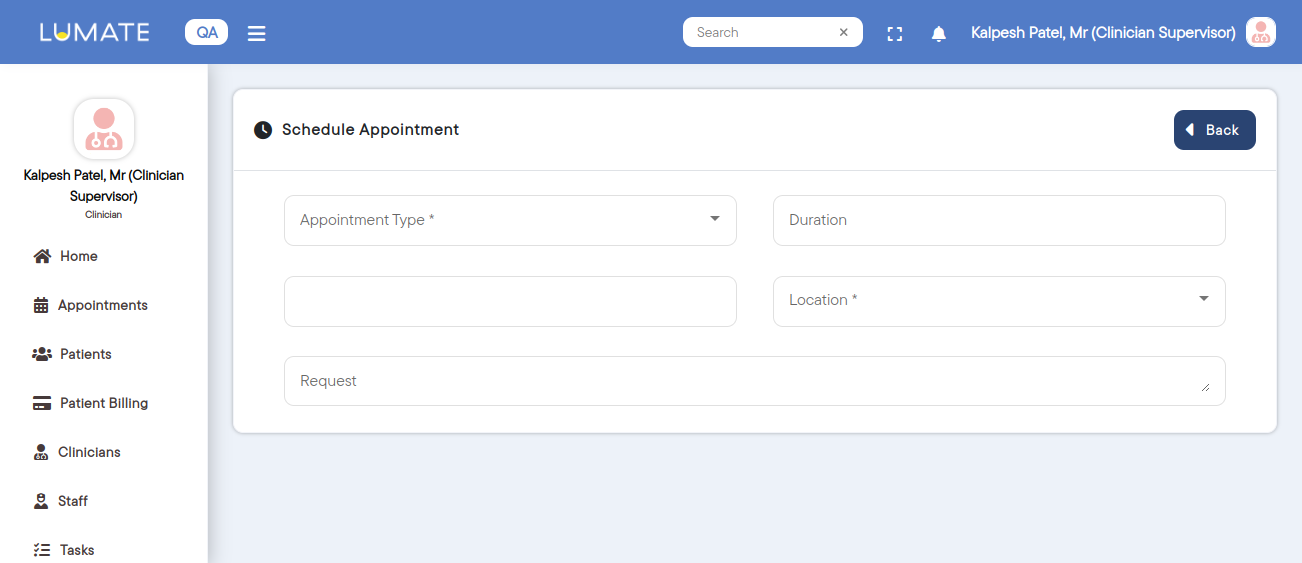 LUMATE
QA
Search
Kalpesh Patel, Mr (Clinician Supervisor)
Kalpesh Patel, Mr (Clinician
Supervisor)
Clinician
Home
Appointments
Patients
Patient Billing
Clinicians
Staff
Tasks
Schedule Appointment
Back
Appointment Type *
Duration
Location *
Request